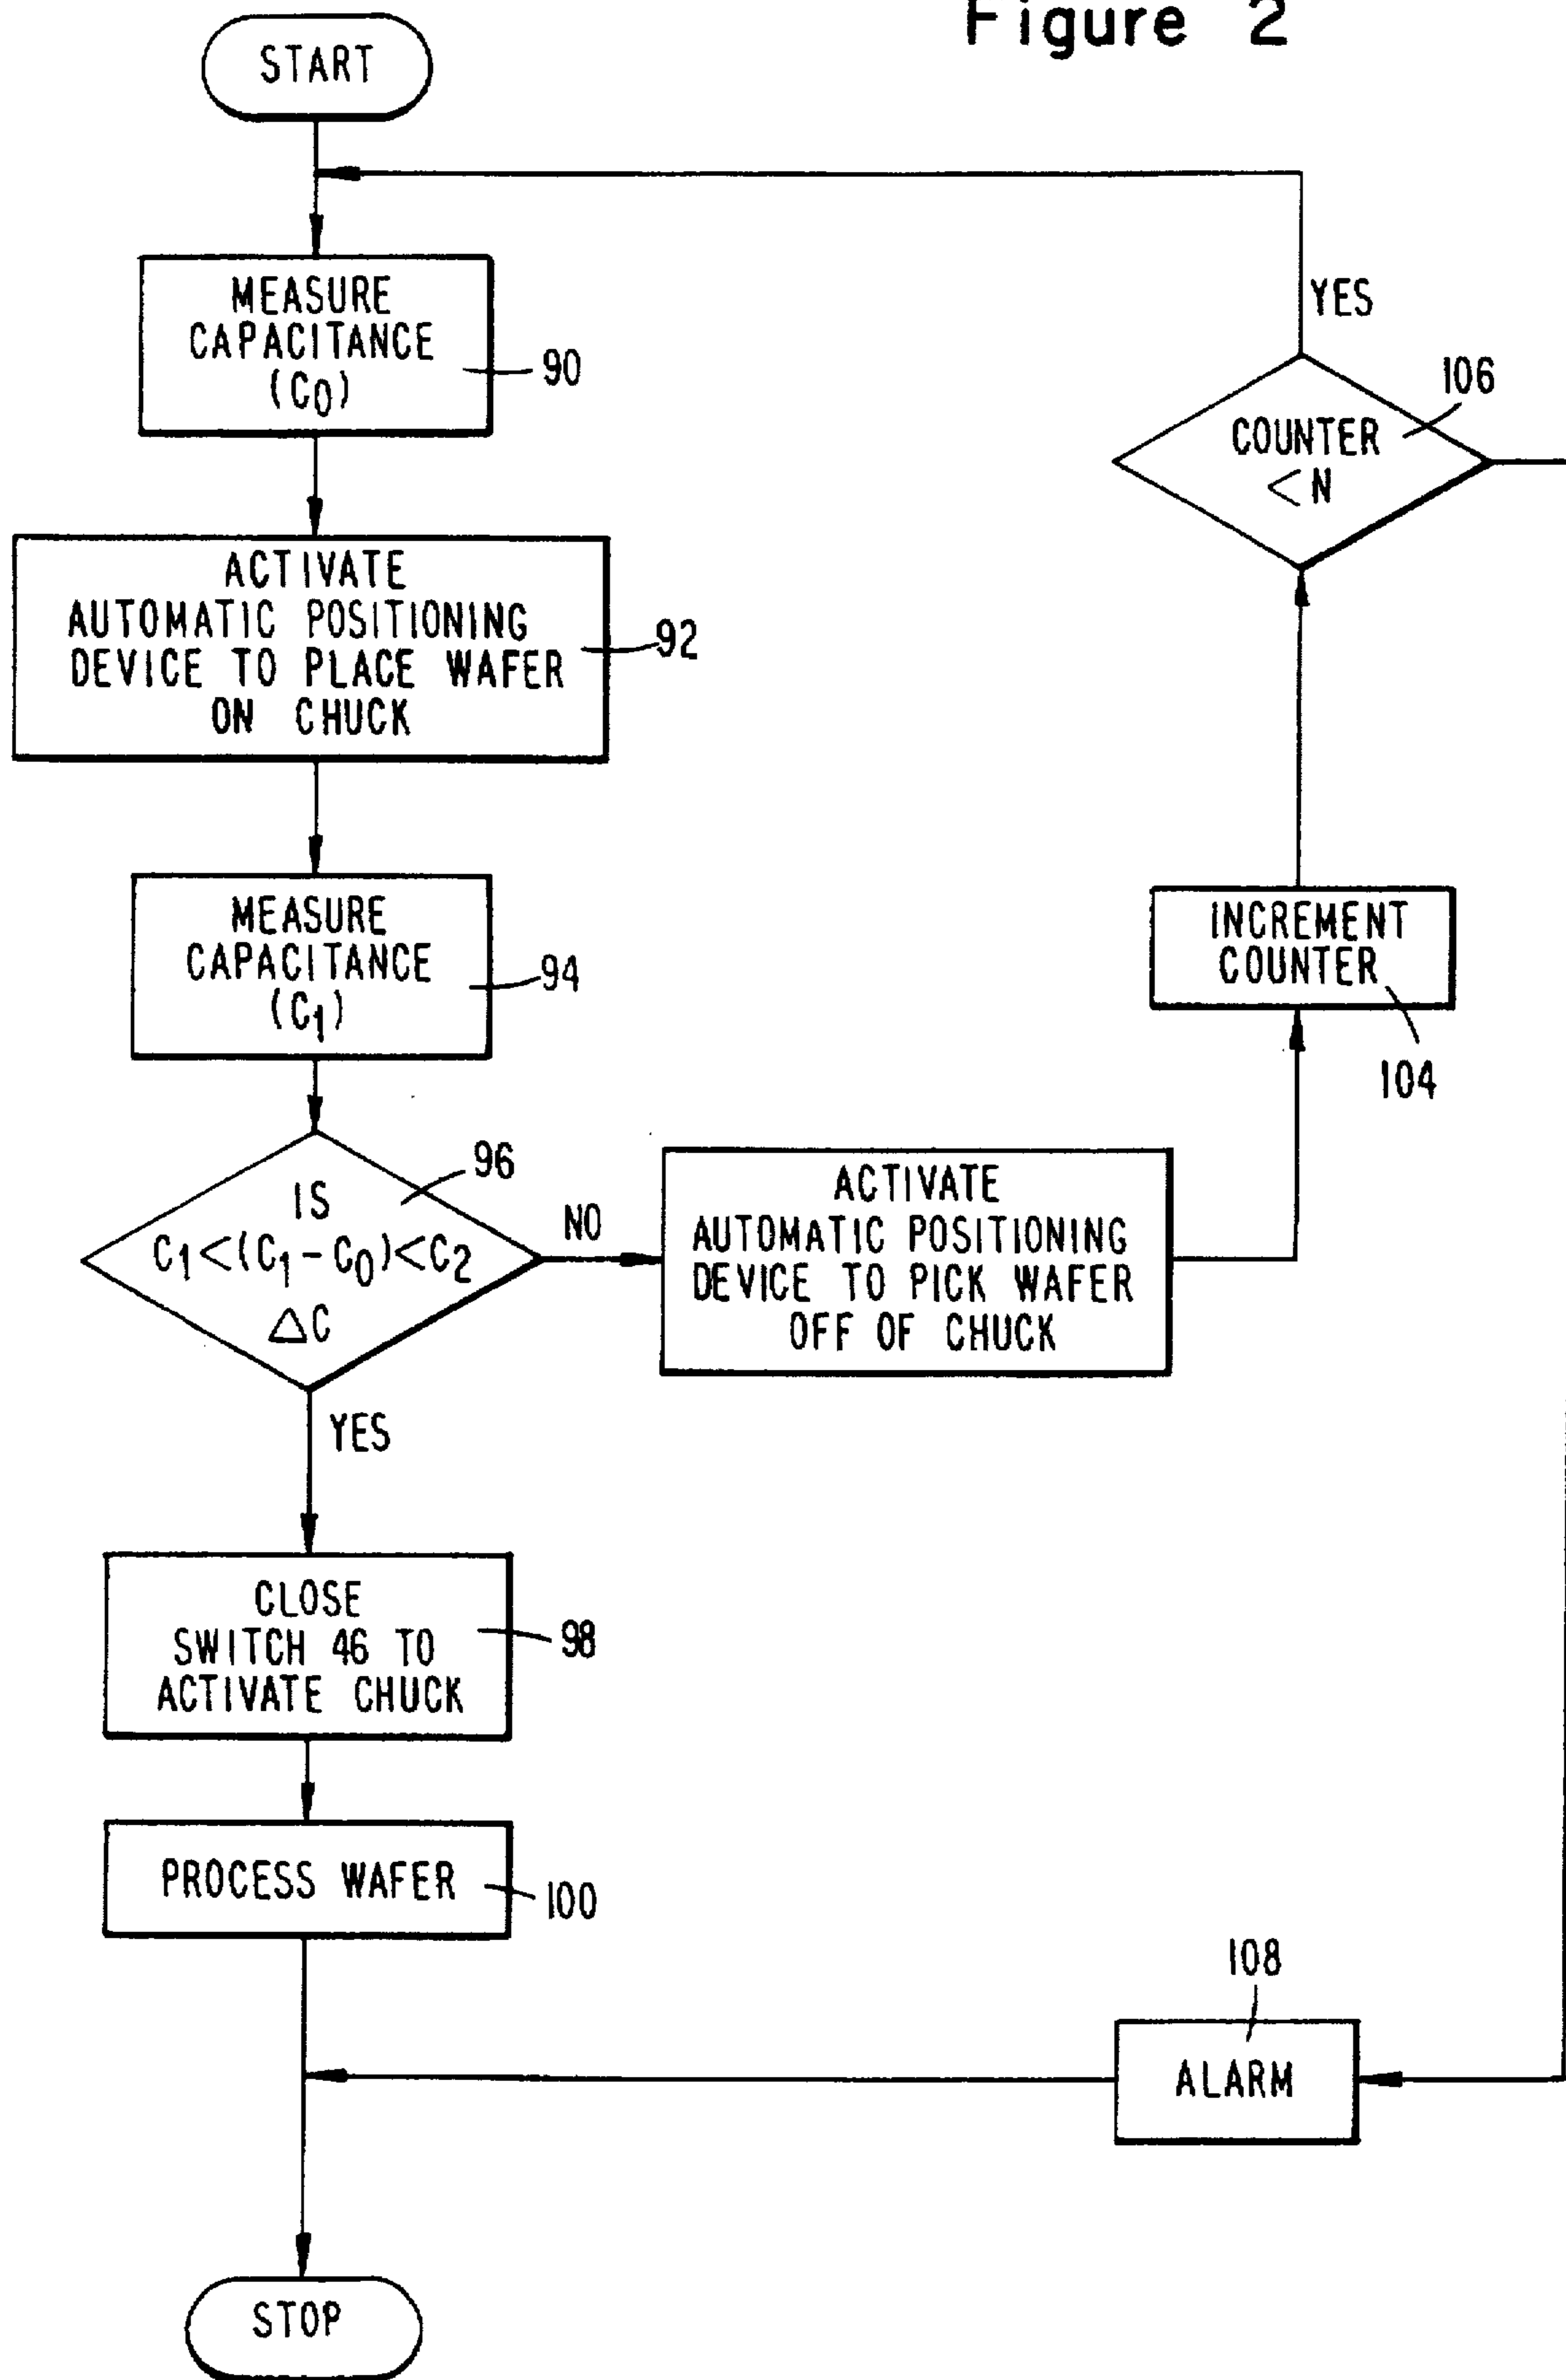 Figure 2
START
MEASURE
CAPACITANCE
(C0)
90
ACTIVATE
AUTOMATIC POSITIONING
DEVICE TO PLACE WAFER
ON CHUCK
92
MEASURE
CAPACITANCE
(C1)
94
IS
C1<(C1-C0)<C2
△C
96
NO
YES
ACTIVATE
AUTOMATIC POSITIONING
DEVICE TO PICK WAFER
OFF OF CHUCK
INCREMENT
COUNTER
104
COUNTER
<N
106
YES
CLOSE
SWITCH 46 TO
ACTIVATE CHUCK
98
PROCESS WAFER
100
108
ALARM
STOP